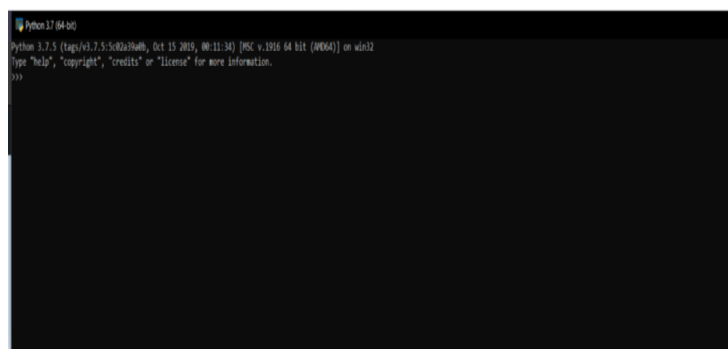 Python 3.7 (64-bit)
Python 3.7.5 (tags/v3.7.5:5c02a39a0b, Oct 15 2019, 00:11:34) [MSC v.1916 64 bit (AMD64)] on win32
Type "help", "copyright", "credits" or "license" for more information.
>>>